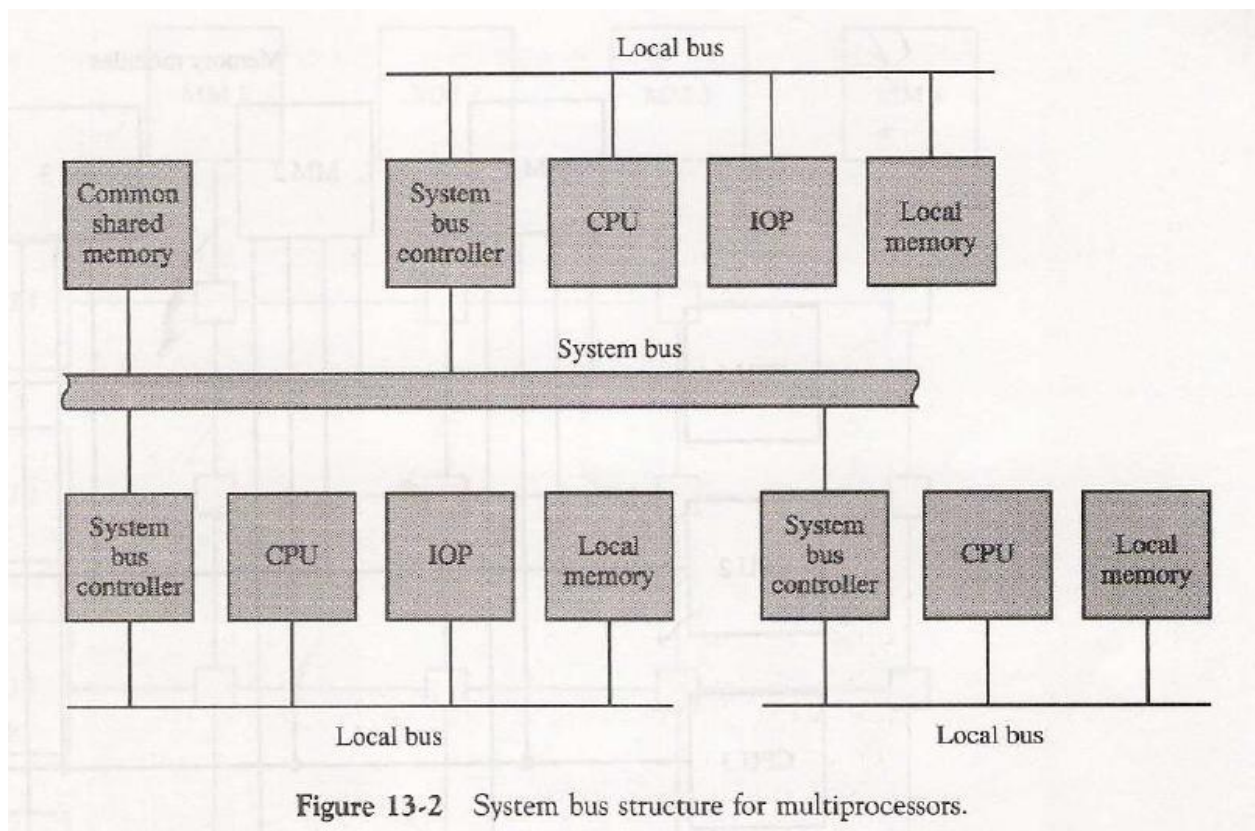 Local bus
Common
shared
memory
System
bus
controller
CPU
IOP
Local
memory
System bus
System
bus
controller
CPU
IOP
Local
memory
System
bus
controller
CPU
Local
memory
Local bus
Local bus
Figure 13-2 System bus structure for multiprocessors.